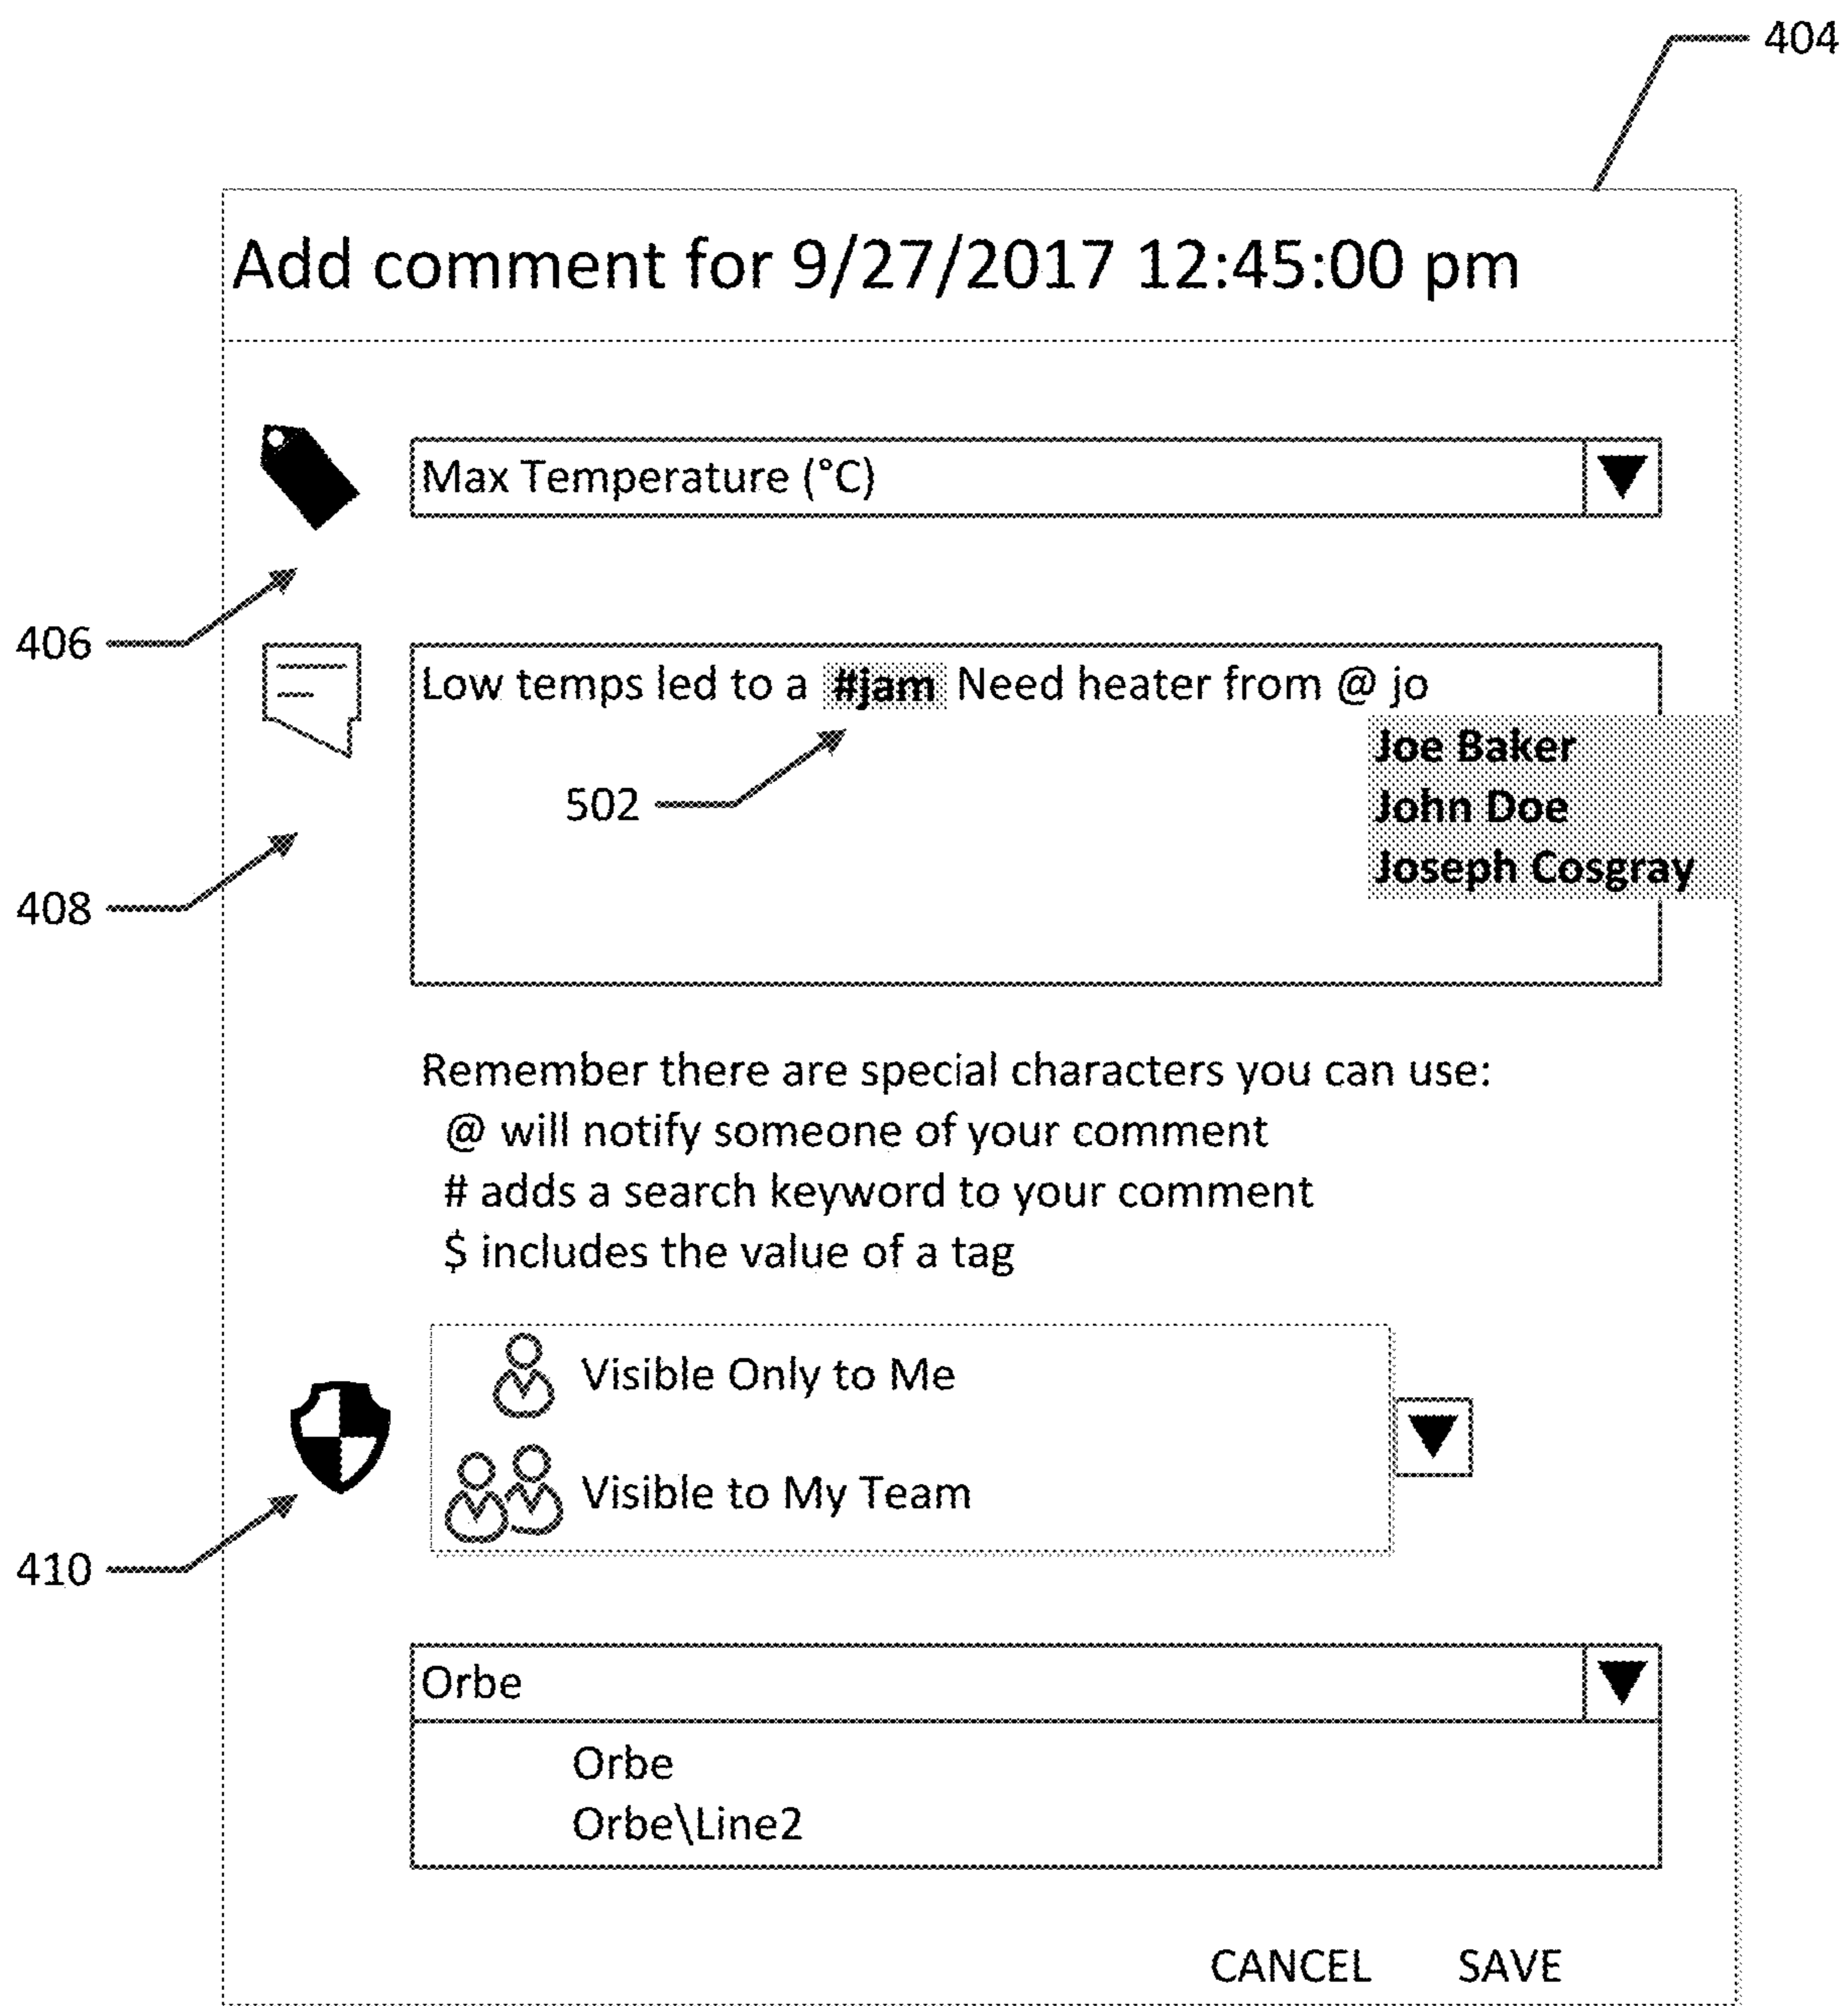 404
Add comment for 9/27/2017 12:45:00 pm
Max Temperature (°C)
406
Low temps led to a #jam Need heater from @ jo
Joe Baker
502
John Doe
Joseph Cosgray
408
Remember there are special characters you can use:
@ will notify someone of your comment
# adds a search keyword to your comment
$ includes the value of a tag
Visible Only to Me
Visible to My Team
410
Orbe
Orbe
Orbe\Line2
CANCEL SAVE